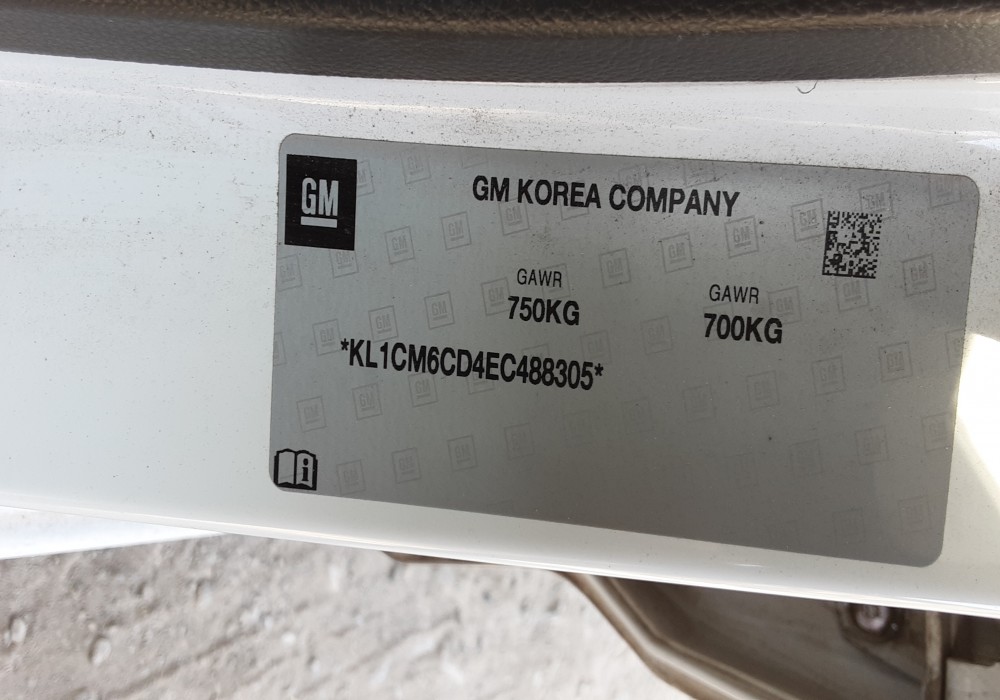 GM
GM KOREA COMPANY
GAWR
750KG
GAWR
700KG
*KL1CM6CD4EC488305*
i